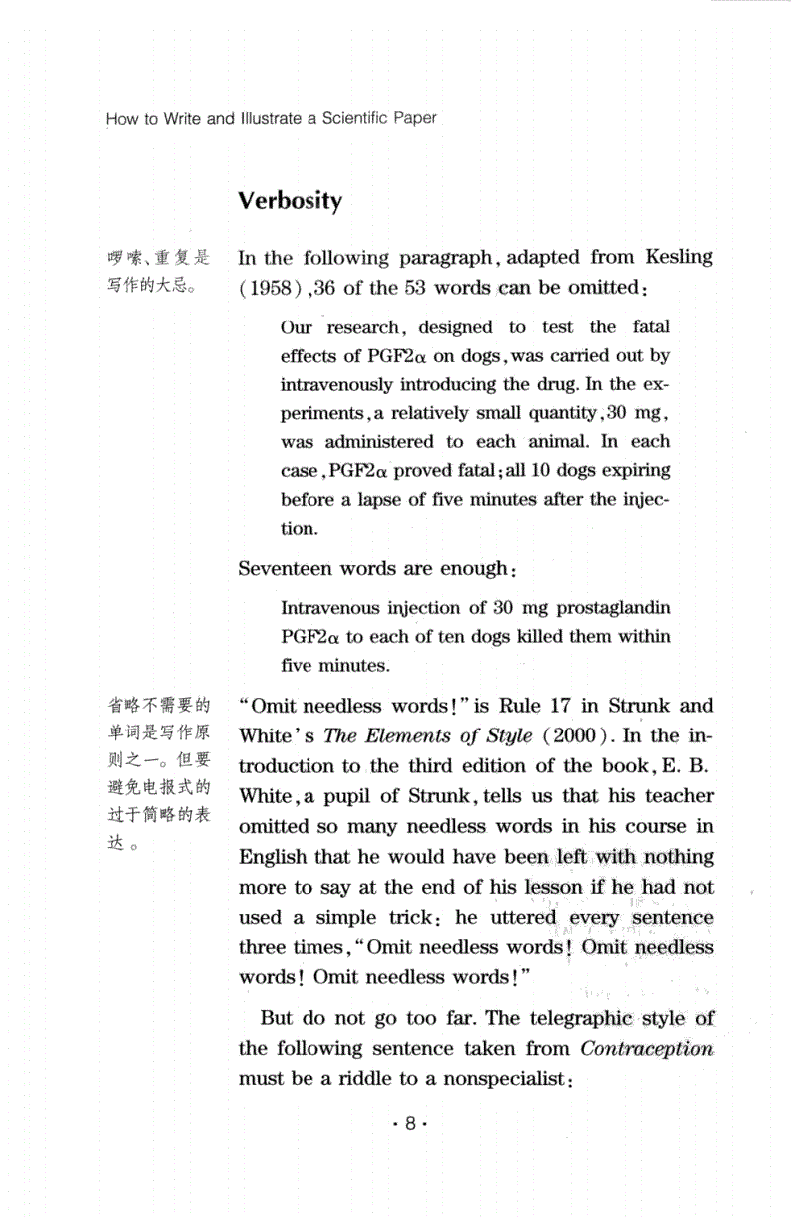 How to Write and Illustrate a Scientific Paper
Verbosity
啰嗦、重复是
写作的大忌。
In the following paragraph, adapted from Kesling
(1958),36 of the 53 words can be omitted:
Our research, designed to test the fatal
effects of PGF2α on dogs,was carried out by
intravenously introducing the drug. In the ex-
periments,a relatively small quantity,30 mg,
was administered to each animal. In each
case,PGF2α proved fatal;all 10 dogs expiring
before a lapse of five minutes after the injec-
tion.
Seventeen words are enough:
Intravenous injection of 30 mg prostaglandin
PGF2α to each of ten dogs killed them within
five minutes.
省略不需要的
单词是写作原
则之一。但要
避免电报式的
过于简略的表
达。
“Omit needless words!”is Rule 17 in Strunk and
White’s The Elements of Style (2000). In the in-
troduction to the third edition of the book, E. B.
White,a pupil of Strunk,tells us that his teacher
omitted so many needless words in his course in
English that he would have been left with nothing
more to say at the end of his lesson if he had not
used a simple trick: he uttered every sentence
three times,“Omit needless words! Omit needless
words! Omit needless words!”
But do not go too far. The telegraphic style of
the following sentence taken from Contraception
must be a riddle to a nonspecialist:
·8·